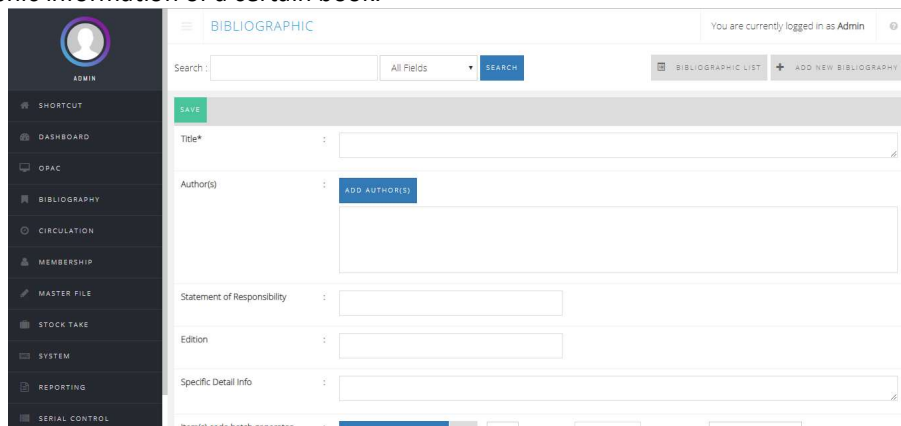 BIBLIOGRAPHIC
You are currently logged in as Admin
ADMIN
Search :
All Fields
SEARCH
BIBLIOGRAPHIC LIST
+ ADD NEW BIBLIOGRAPHY
SHORTCUT
DASHBOARD
OPAC
BIBLIOGRAPHY
CIRCULATION
MEMBERSHIP
MASTER FILE
STOCK TAKE
SYSTEM
REPORTING
SERIAL CONTROL
SAVE
Title* :
Author(s) :
ADD AUTHOR(S)
Statement of Responsibility :
Edition :
Specific Detail Info :